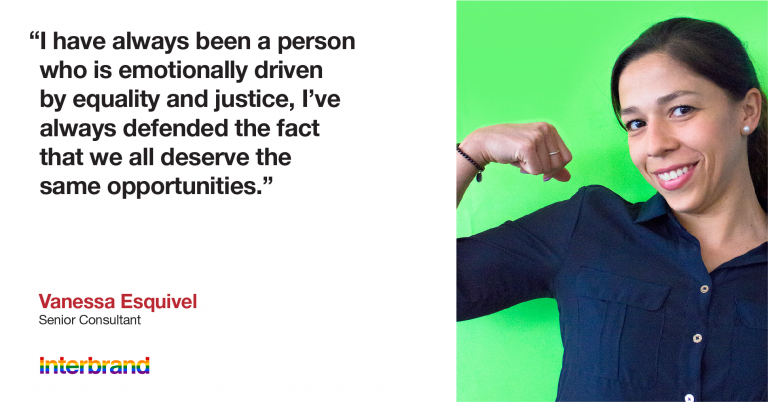 “I have always been a person
who is emotionally driven
by equality and justice, I’ve
always defended the fact
that we all deserve the
same opportunities.”
Vanessa Esquivel
Senior Consultant
Interbrand